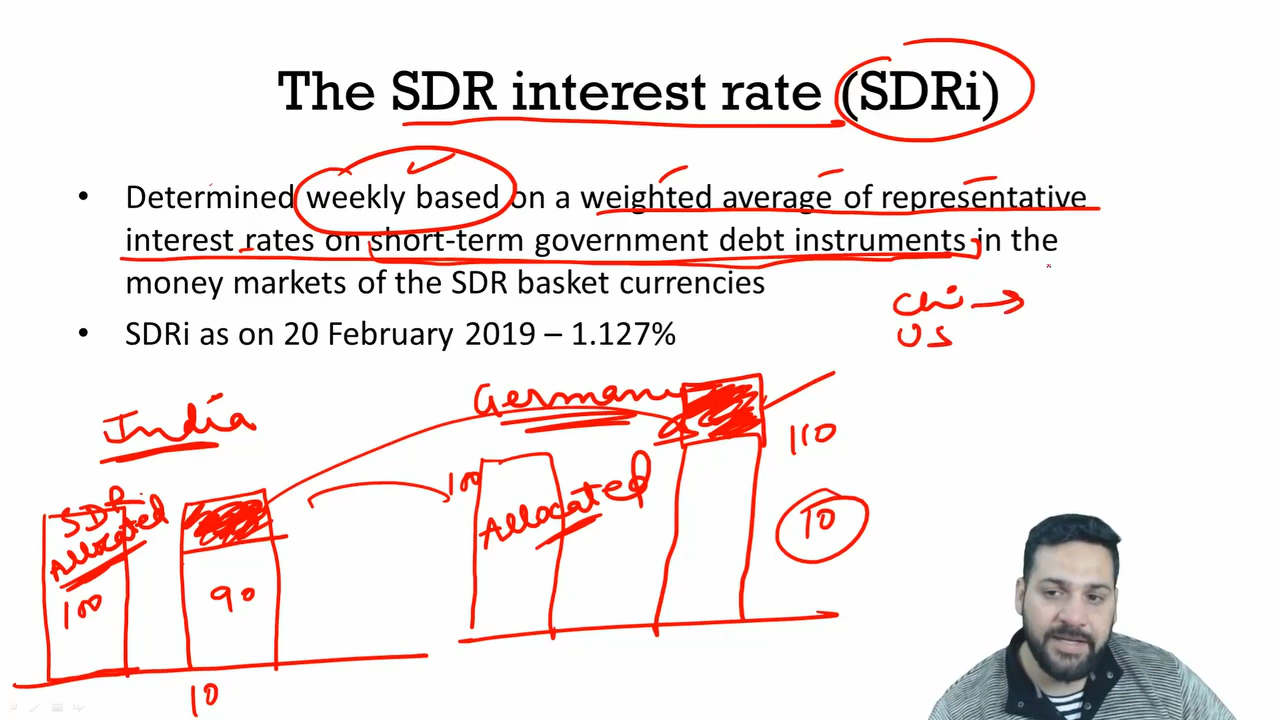 The SDR interest rate (SDRi)
• Determined weekly based on a weighted average of representative
interest rates on short-term government debt instruments in the
money markets of the SDR basket currencies
• SDRi as on 20 February 2019 – 1.127%
Chi →
US
India
Germany
SDR
Allocated
100
90
10
100
Allocated
110
10